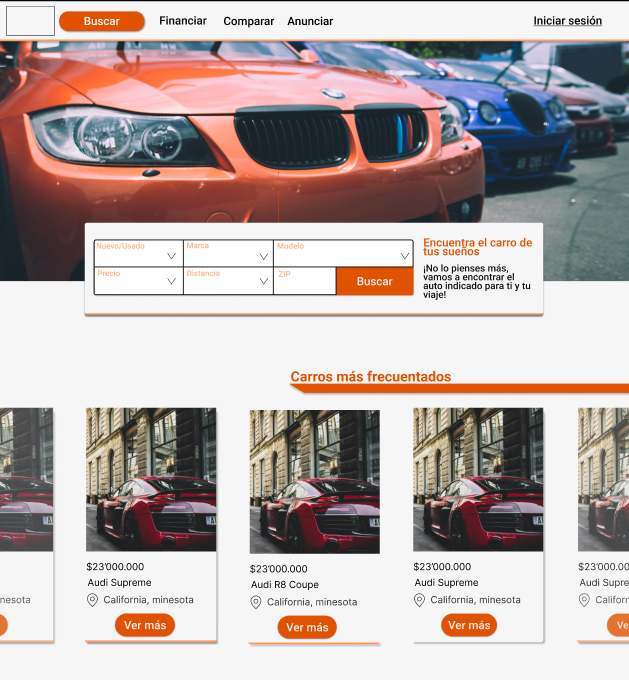 Buscar Financiar Comparar Anunciar Iniciar sesión
Nuevo/Usado Marca Modelo
Precio Distancia ZIP Buscar
Encuentra el carro de
tus sueños
¡No lo pienses más,
vamos a encontrar el
auto indicado para ti y tu
viaje!
Carros más frecuentados
$23'000.000 $23'000.000 $23'000.000 $23'000.000
Audi Supreme Audi R8 Coupe Audi Supreme Audi Supre
nesota California, minesota California, minesota California, minesota Californ
Ver más Ver más Ver más Ve